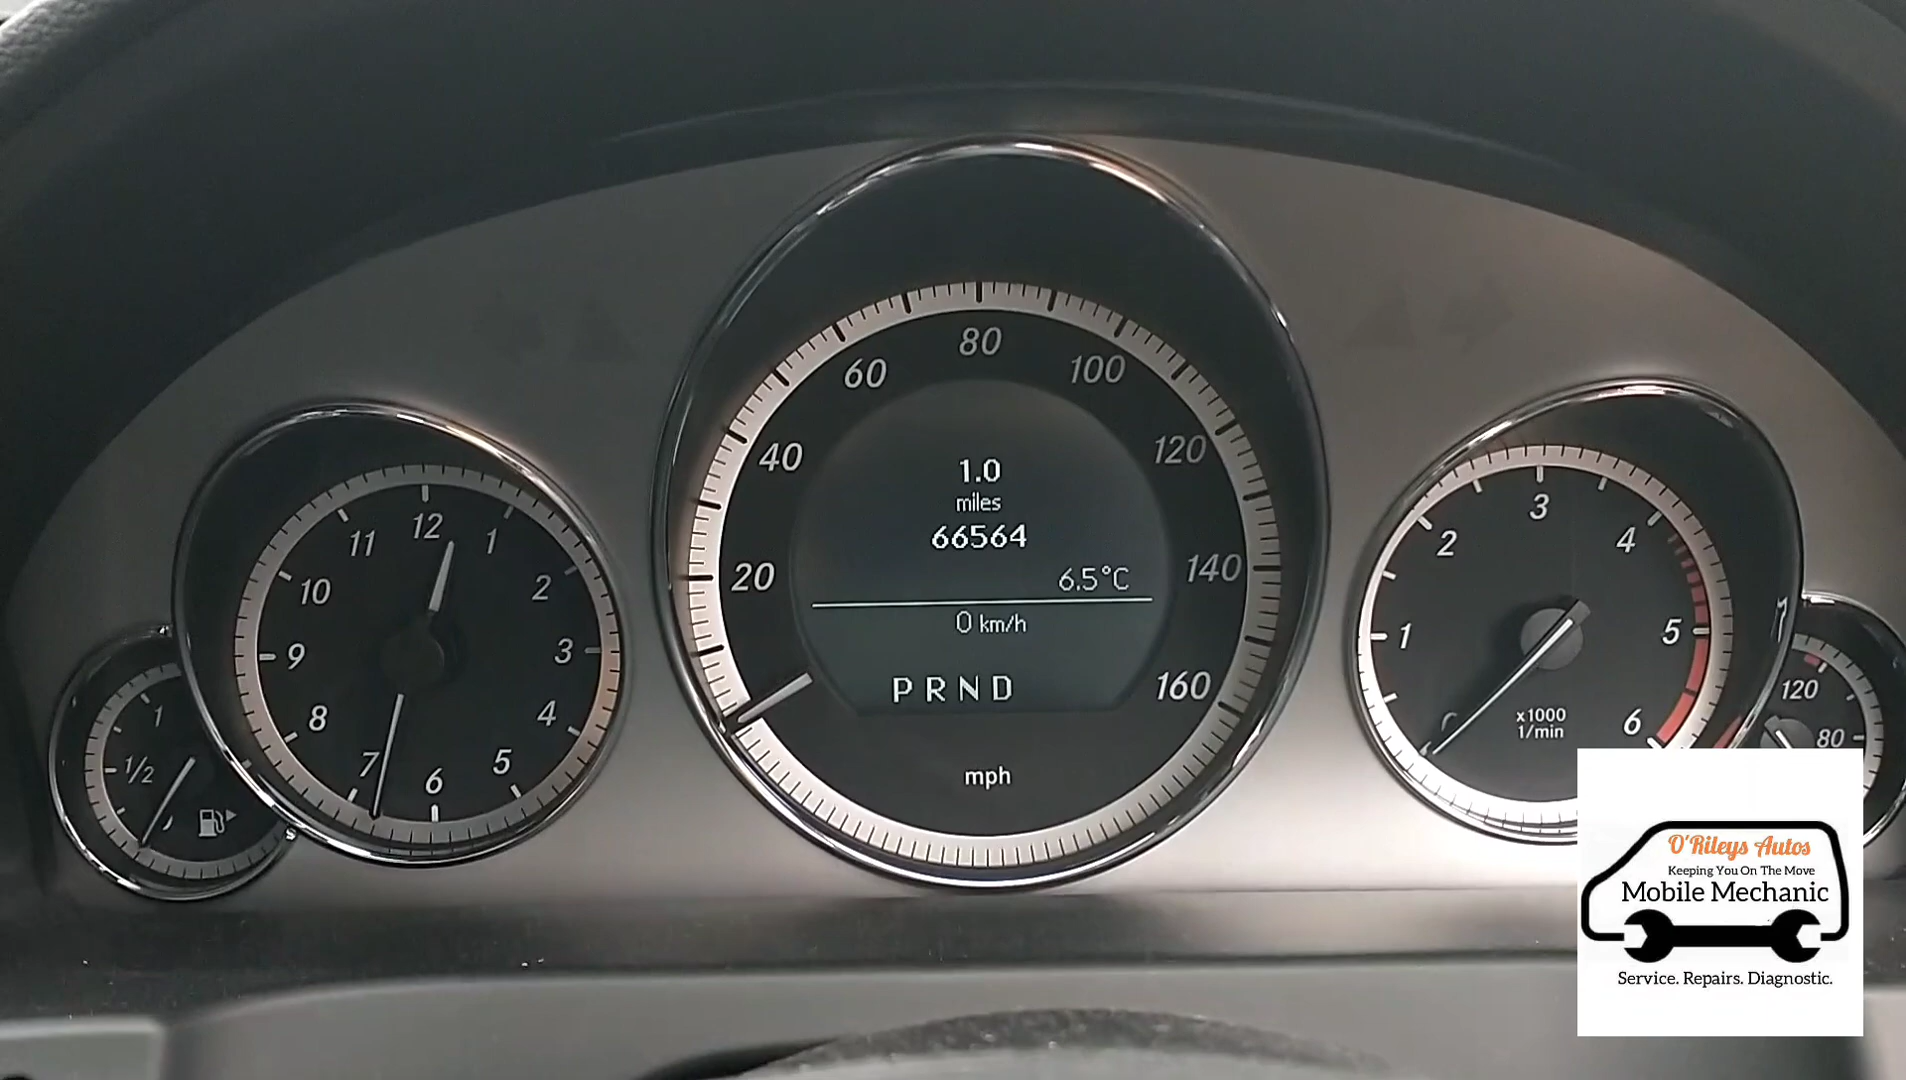 1
1/2
12
1
2
3
4
5
6
7
8
9
10
11
20
40
60
80
100
120
140
160
1.0
miles
66564
6.5°C
0 km/h
P R N D
mph
1
2
3
4
5
6
x1000
1/min
120
80
O'Rileys Autos
Keeping You On The Move
Mobile Mechanic
Service. Repairs. Diagnostic.